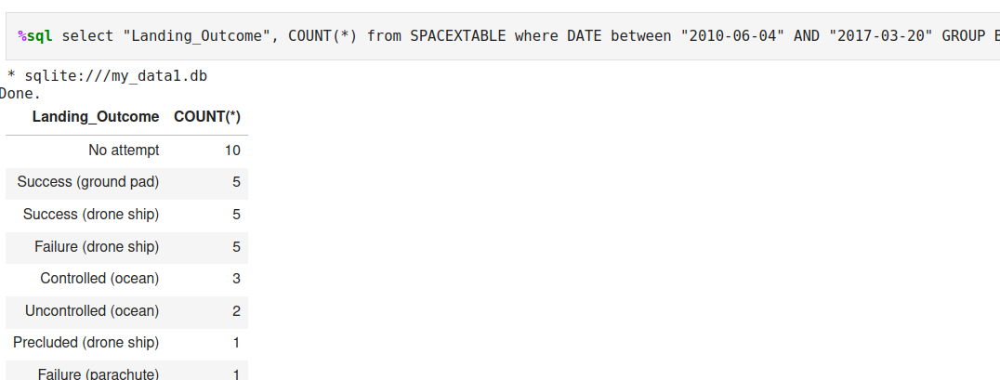 %sql select "Landing_Outcome", COUNT(*) from SPACEXTABLE where DATE between "2010-06-04" AND "2017-03-20" GROUP
* sqlite:///my_data1.db
Done.
Landing_Outcome COUNT(*)
No attempt 10
Success (ground pad) 5
Success (drone ship) 5
Failure (drone ship) 5
Controlled (ocean) 3
Uncontrolled (ocean) 2
Precluded (drone ship) 1
Failure (parachute) 1